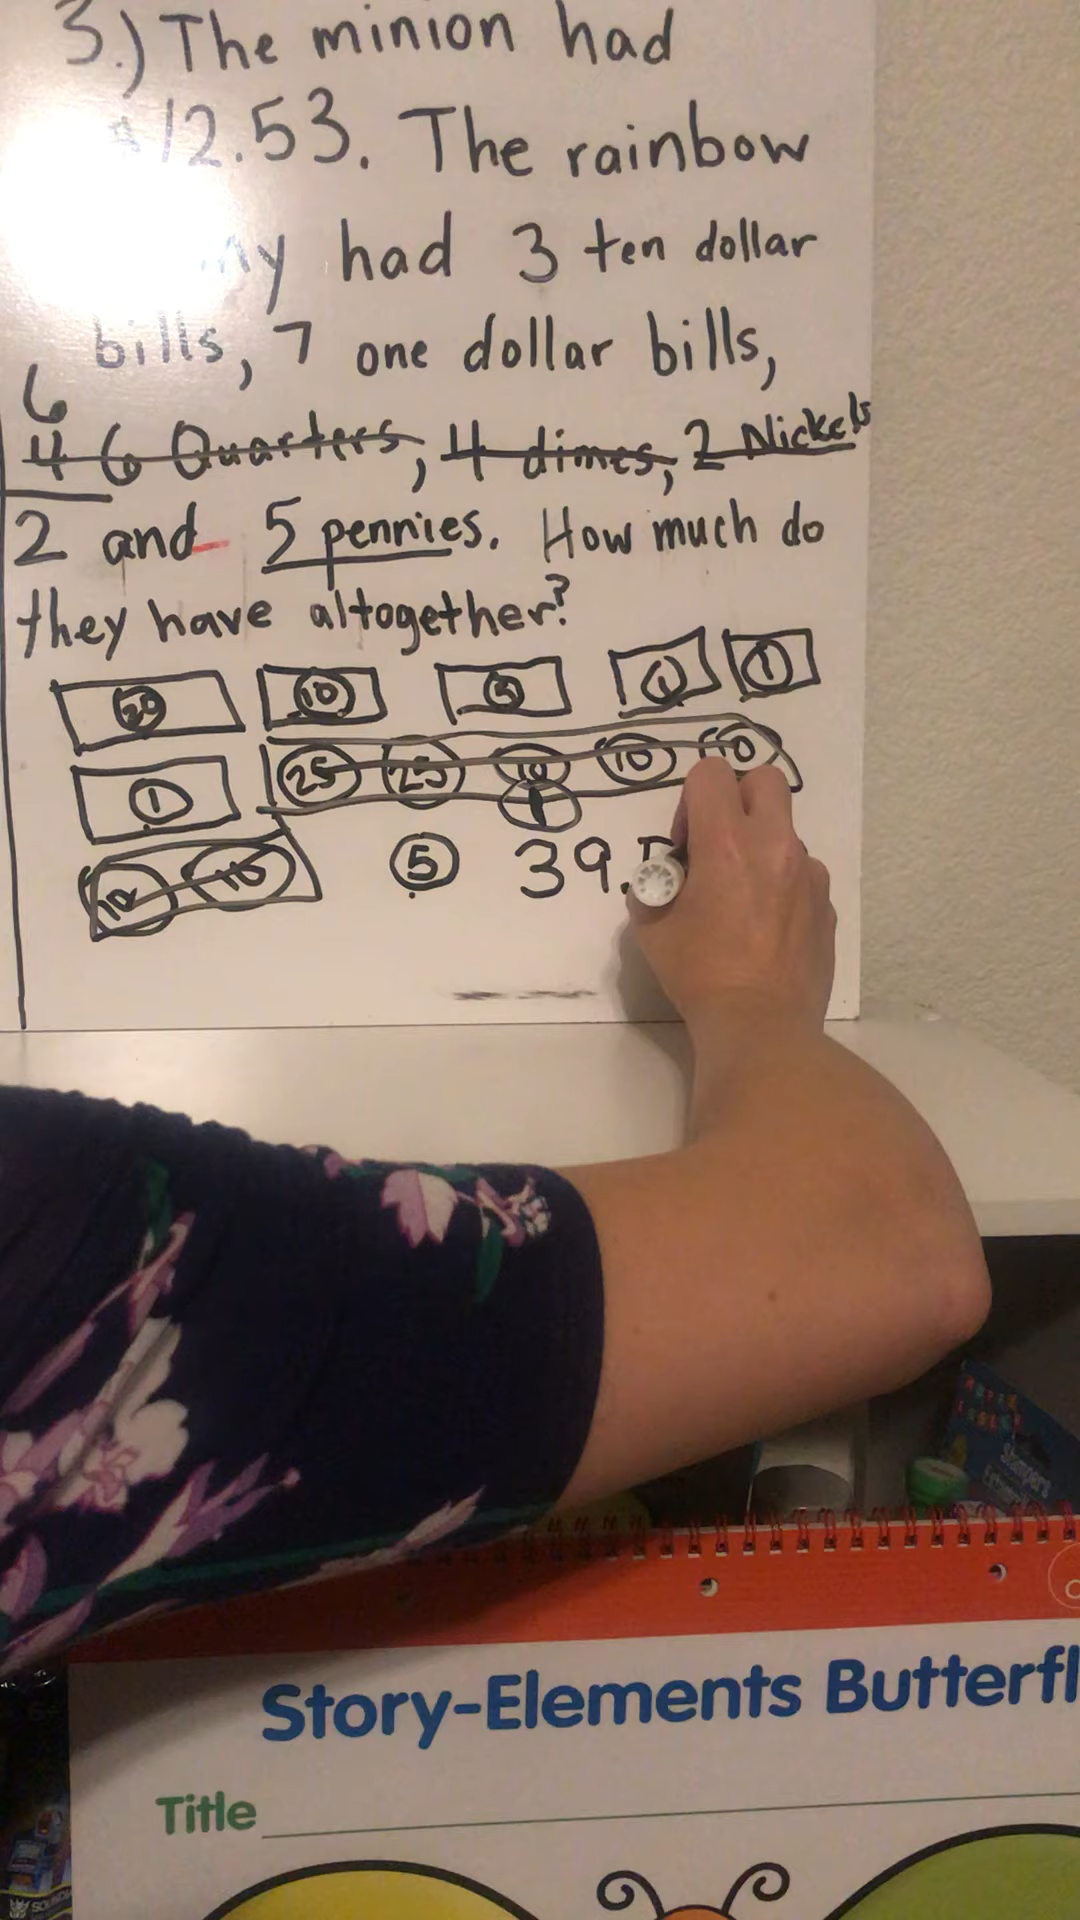 3.) The minion had
$12.53. The rainbow
had 3 ten dollar
bills, 7 one dollar bills,
6
4 6 Quarters, 4 dimes, 2 Nickels
2 and 5 pennies. How much do
they have altogether?
20 10 5 1 1
1 25 25 10 10 10
1
10 10 5 39.
Story-Elements
Title